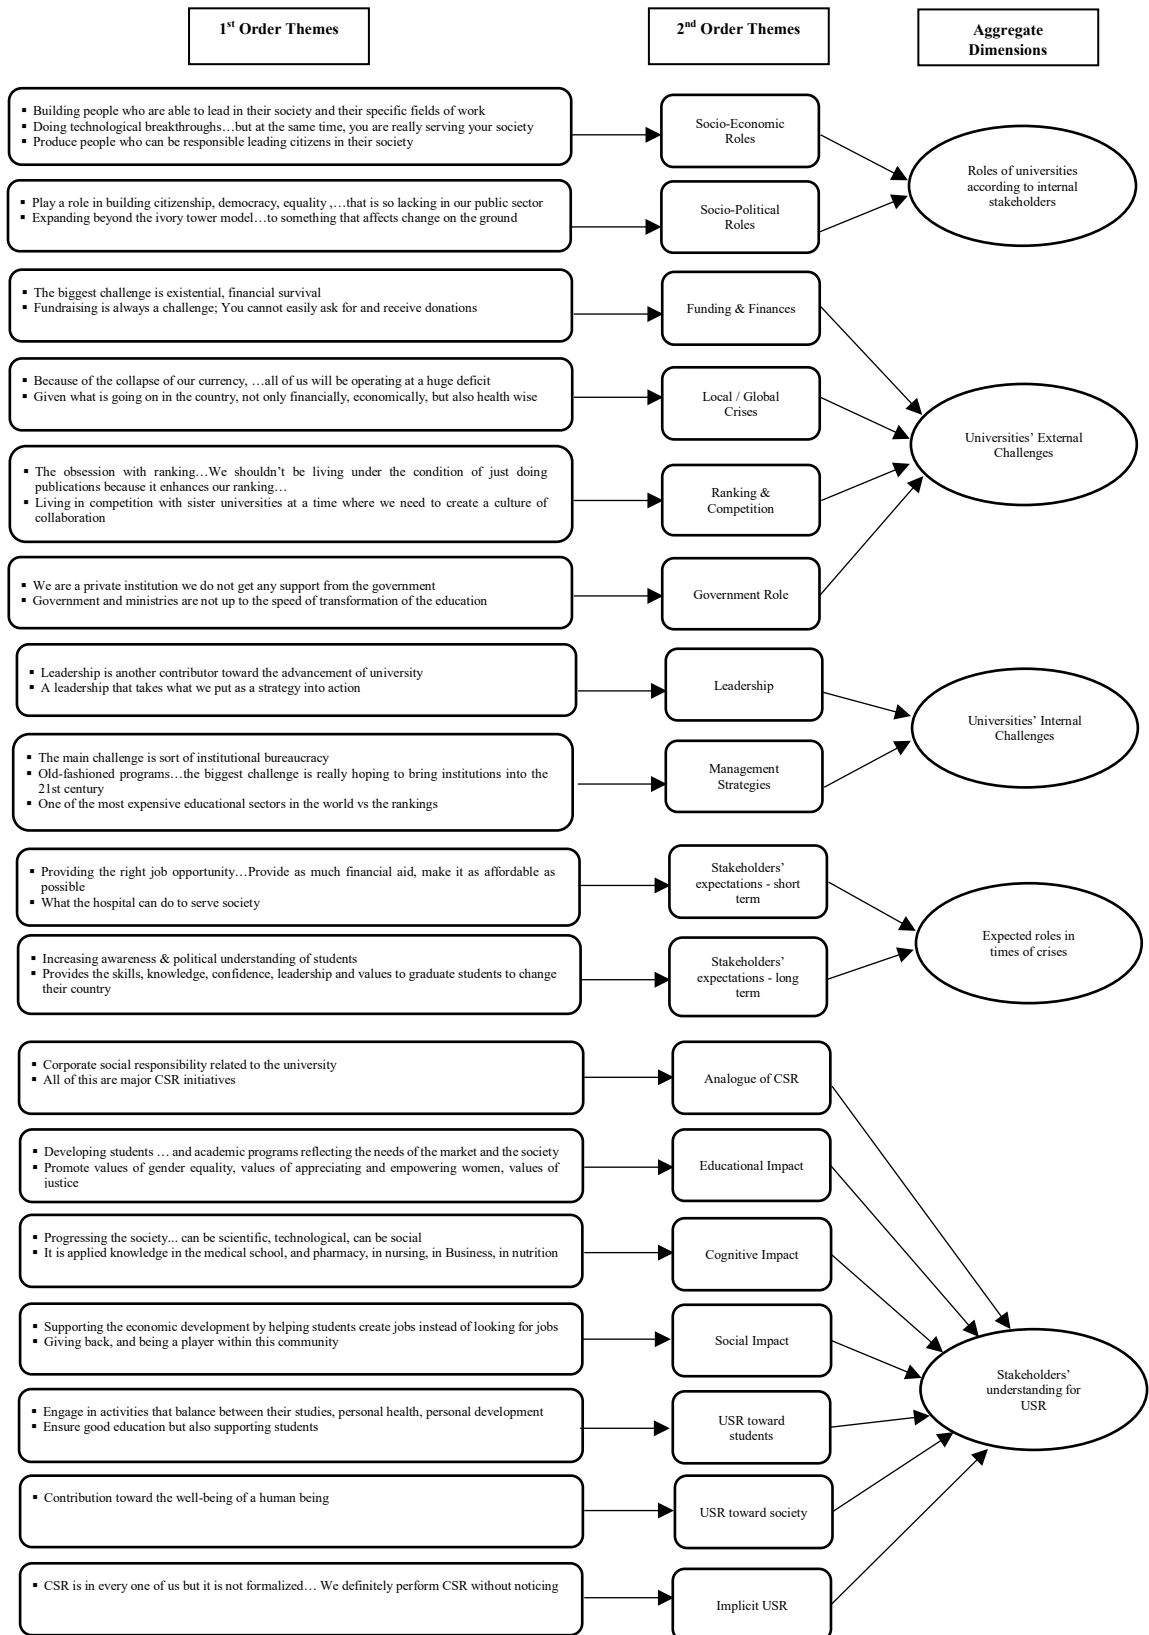 1st Order Themes
2nd Order Themes
Aggregate
Dimensions
▪ Building people who are able to lead in their society and their specific fields of work
▪ Doing technological breakthroughs…but at the same time, you are really serving your society
▪ Produce people who can be responsible leading citizens in their society
Socio-Economic
Roles
▪ Play a role in building citizenship, democracy, equality ,…that is so lacking in our public sector
▪ Expanding beyond the ivory tower model…to something that affects change on the ground
Socio-Political
Roles
Roles of universities
according to internal
stakeholders
▪ The biggest challenge is existential, financial survival
▪ Fundraising is always a challenge; You cannot easily ask for and receive donations
Funding & Finances
▪ Because of the collapse of our currency, …all of us will be operating at a huge deficit
▪ Given what is going on in the country, not only financially, economically, but also health wise
Local / Global
Crises
▪ The obsession with ranking…We shouldn’t be living under the condition of just doing
publications because it enhances our ranking…
▪ Living in competition with sister universities at a time where we need to create a culture of
collaboration
Ranking &
Competition
▪ We are a private institution we do not get any support from the government
▪ Government and ministries are not up to the speed of transformation of the education
Government Role
Universities’ External
Challenges
▪ Leadership is another contributor toward the advancement of university
▪ A leadership that takes what we put as a strategy into action
Leadership
▪ The main challenge is sort of institutional bureaucracy
▪ Old-fashioned programs…the biggest challenge is really hoping to bring institutions into the
21st century
▪ One of the most expensive educational sectors in the world vs the rankings
Management
Strategies
Universities’ Internal
Challenges
▪ Providing the right job opportunity…Provide as much financial aid, make it as affordable as
possible
▪ What the hospital can do to serve society
Stakeholders’
expectations - short
term
▪ Increasing awareness & political understanding of students
▪ Provides the skills, knowledge, confidence, leadership and values to graduate students to change
their country
Stakeholders’
expectations - long
term
Expected roles in
times of crises
▪ Corporate social responsibility related to the university
▪ All of this are major CSR initiatives
Analogue of CSR
▪ Developing students … and academic programs reflecting the needs of the market and the society
▪ Promote values of gender equality, values of appreciating and empowering women, values of
justice
Educational Impact
▪ Progressing the society... can be scientific, technological, can be social
▪ It is applied knowledge in the medical school, and pharmacy, in nursing, in Business, in nutrition
Cognitive Impact
▪ Supporting the economic development by helping students create jobs instead of looking for jobs
▪ Giving back, and being a player within this community
Social Impact
▪ Engage in activities that balance between their studies, personal health, personal development
▪ Ensure good education but also supporting students
USR toward
students
▪ Contribution toward the well-being of a human being
USR toward society
▪ CSR is in every one of us but it is not formalized… We definitely perform CSR without noticing
Implicit USR
Stakeholders’
understanding for
USR